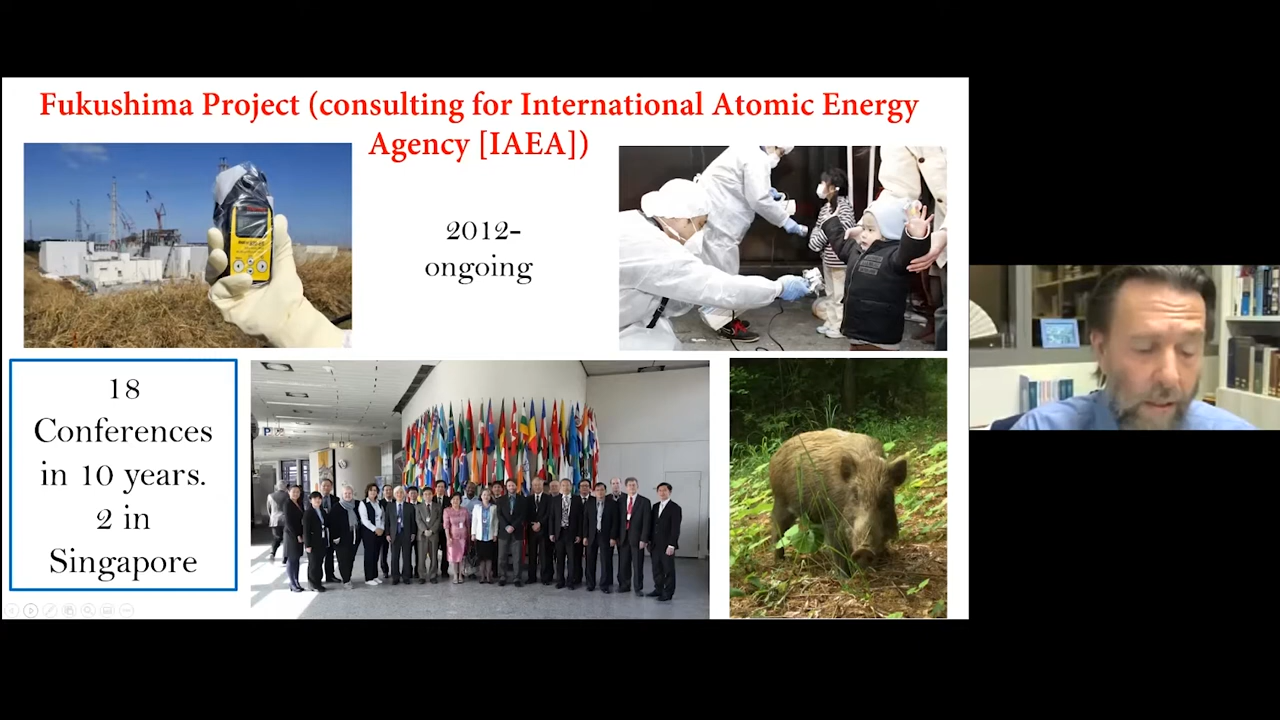 Fukushima Project (consulting for International Atomic Energy
Agency [IAEA])
2012-
ongoing
18
Conferences
in 10 years.
2 in
Singapore